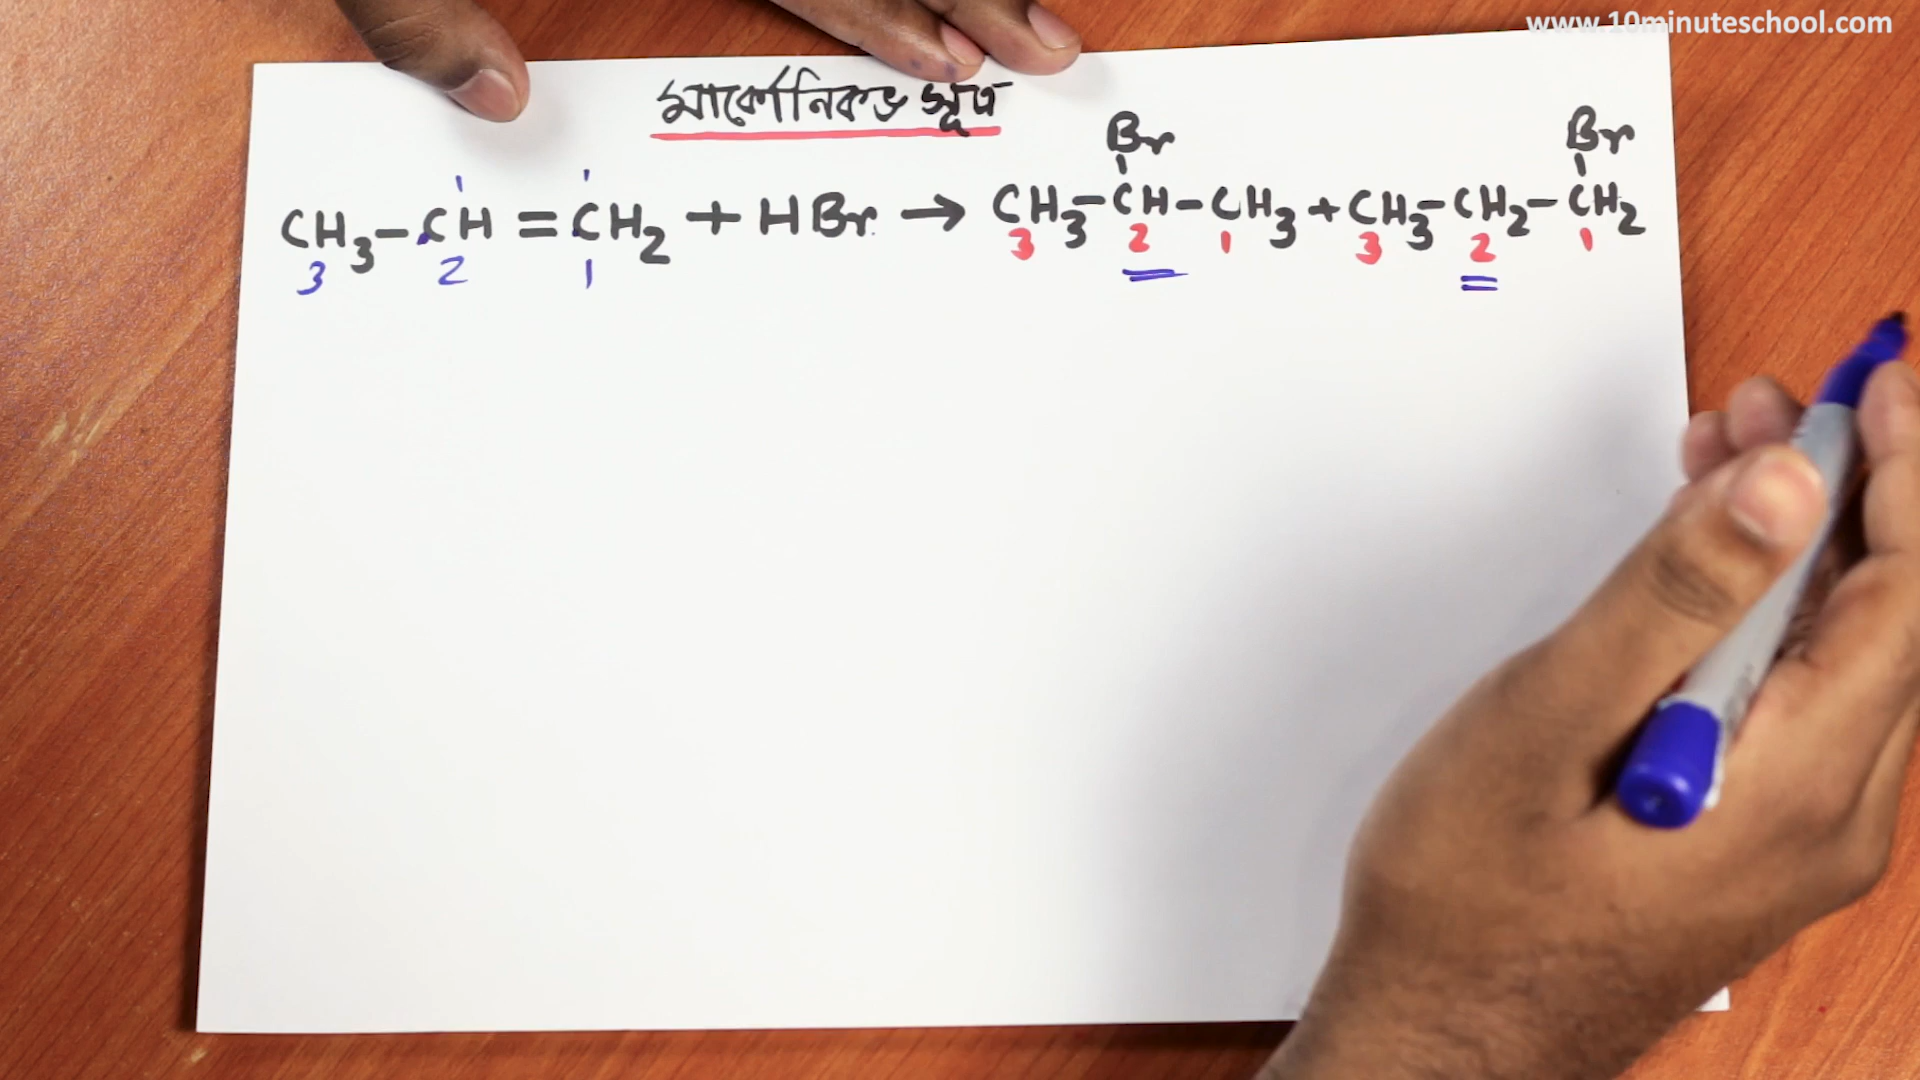 www.10minuteschool.com
মার্কোনিকভ সূত্র
Br Br
CH3-CH=CH2+HBr→CH3-CH-CH3+CH3-CH2-CH2
3 2 1 3 2 1 3 2 1